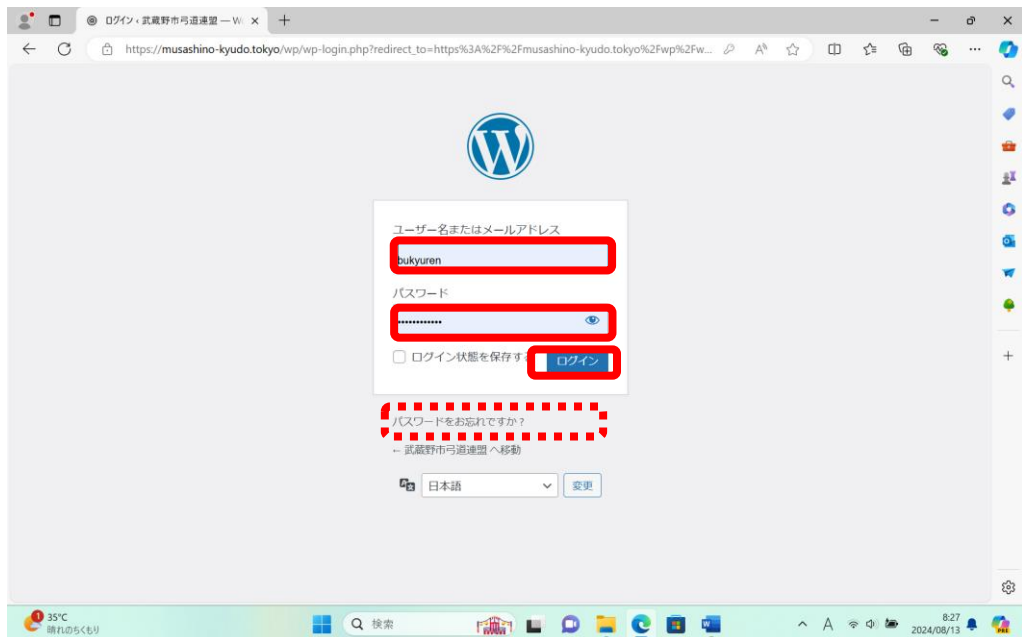 ログイン ‹ 武蔵野市弓道連盟 — W
https://musashino-kyudo.tokyo/wp/wp-login.php?redirect_to=https%3A%2F%2Fmusashino-kyudo.tokyo%2Fwp%2Fw...
ユーザー名またはメールアドレス
bukyuren
パスワード
••••••••••••
ログイン状態を保存する
ログイン
パスワードをお忘れですか ?
← 武蔵野市弓道連盟 へ移動
日本語
変更
1
35°C
晴れのちくもり
検索
A
8:27
2024/08/13